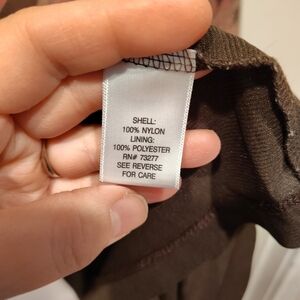 SHELL:
100% NYLON
LINING:
100% POLYESTER
RN# 73277
SEE REVERSE
FOR CARE